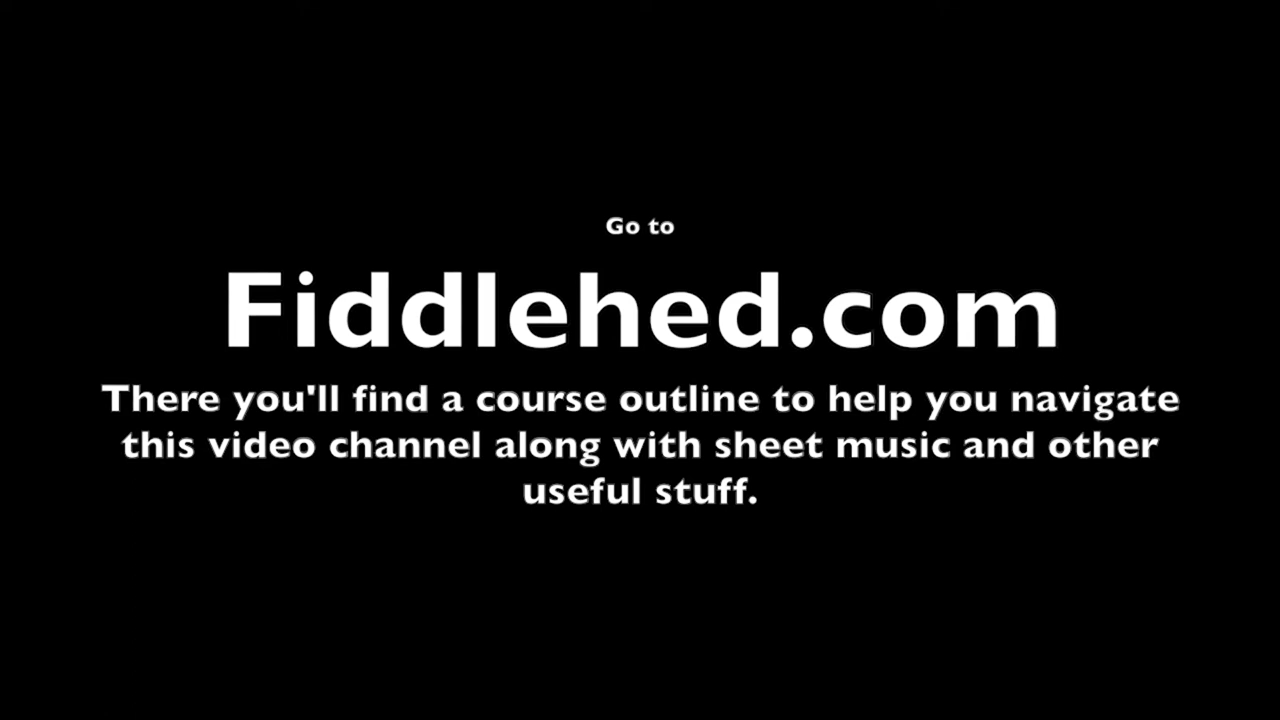 Go to
Fiddlehed.com
There you'll find a course outline to help you navigate
this video channel along with sheet music and other
useful stuff.